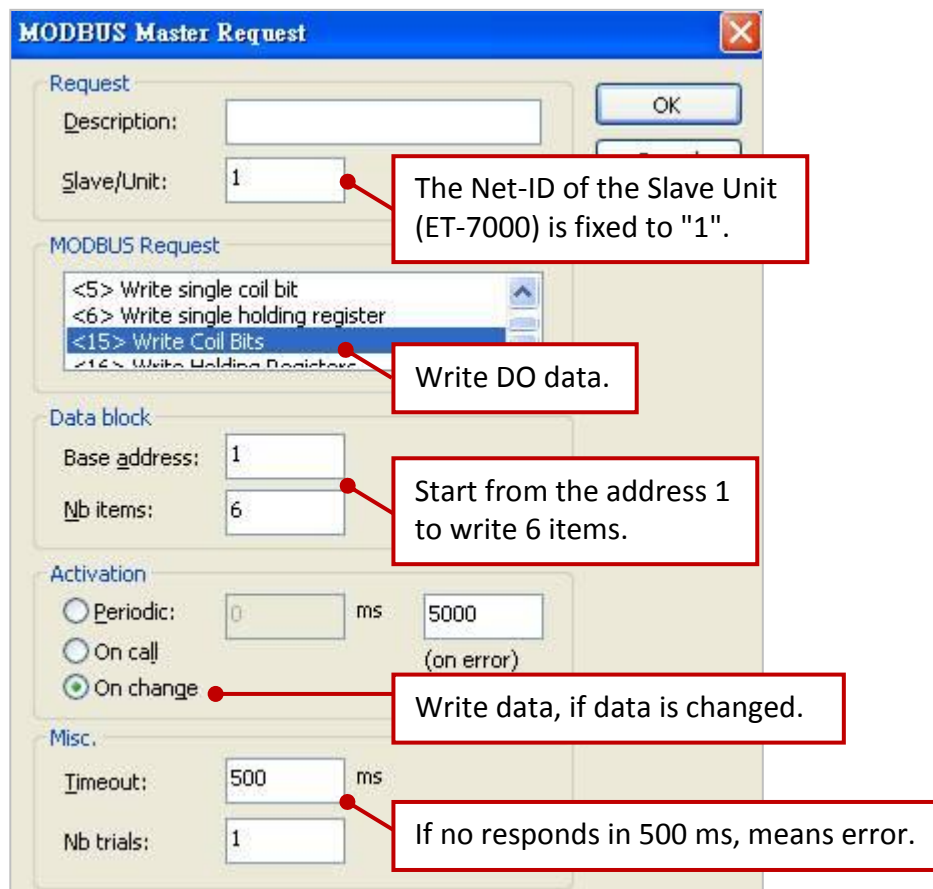 MODBUS Master Request
Request
OK
Description:
Slave/Unit:
1
The Net-ID of the Slave Unit
(ET-7000) is fixed to "1".
MODBUS Request
<5> Write single coil bit
<6> Write single holding register
<15> Write Coil Bits
<16> Write Holding Registers
Write DO data.
Data block
Base address:
1
Nb items:
6
Start from the address 1
to write 6 items.
Activation
Periodic:
0
ms
5000
On call
(on error)
On change
Write data, if data is changed.
Misc.
Timeout:
500
ms
If no responds in 500 ms, means error.
Nb trials:
1